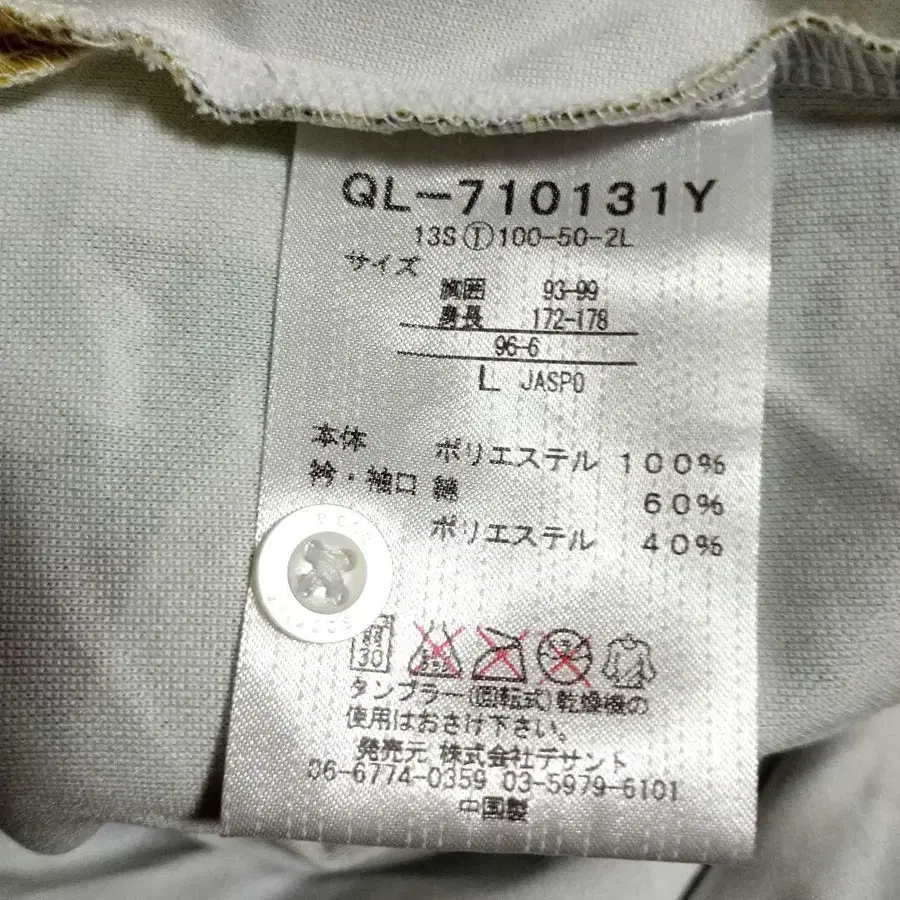 QL-710131Y
13SⓉ100-50-2L
サイズ
胸囲 93-99
身長 172-178
96-6
L JASPO
本体 ポリエステル 100%
衿・袖口 綿 60%
ポリエステル 40%
30
タンブラー(回転式)乾燥機の
使用はおさけ下さい。
発売元 株式会社デサント
06-6774-0359 03-5979-6101
中国製